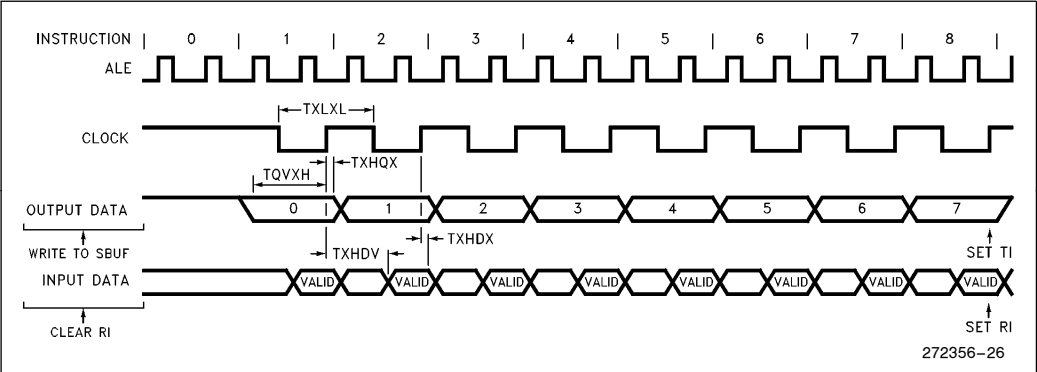 INSTRUCTION | 0 | 1 | 2 | 3 | 4 | 5 | 6 | 7 | 8 |
ALE
TXLXL
CLOCK
TXHQX
TQVXH
OUTPUT DATA 0 1 2 3 4 5 6 7
WRITE TO SBUF TXHDV TXHDX SET TI
INPUT DATA VALID VALID VALID VALID VALID VALID VALID VALID
CLEAR RI SET RI
272356-26